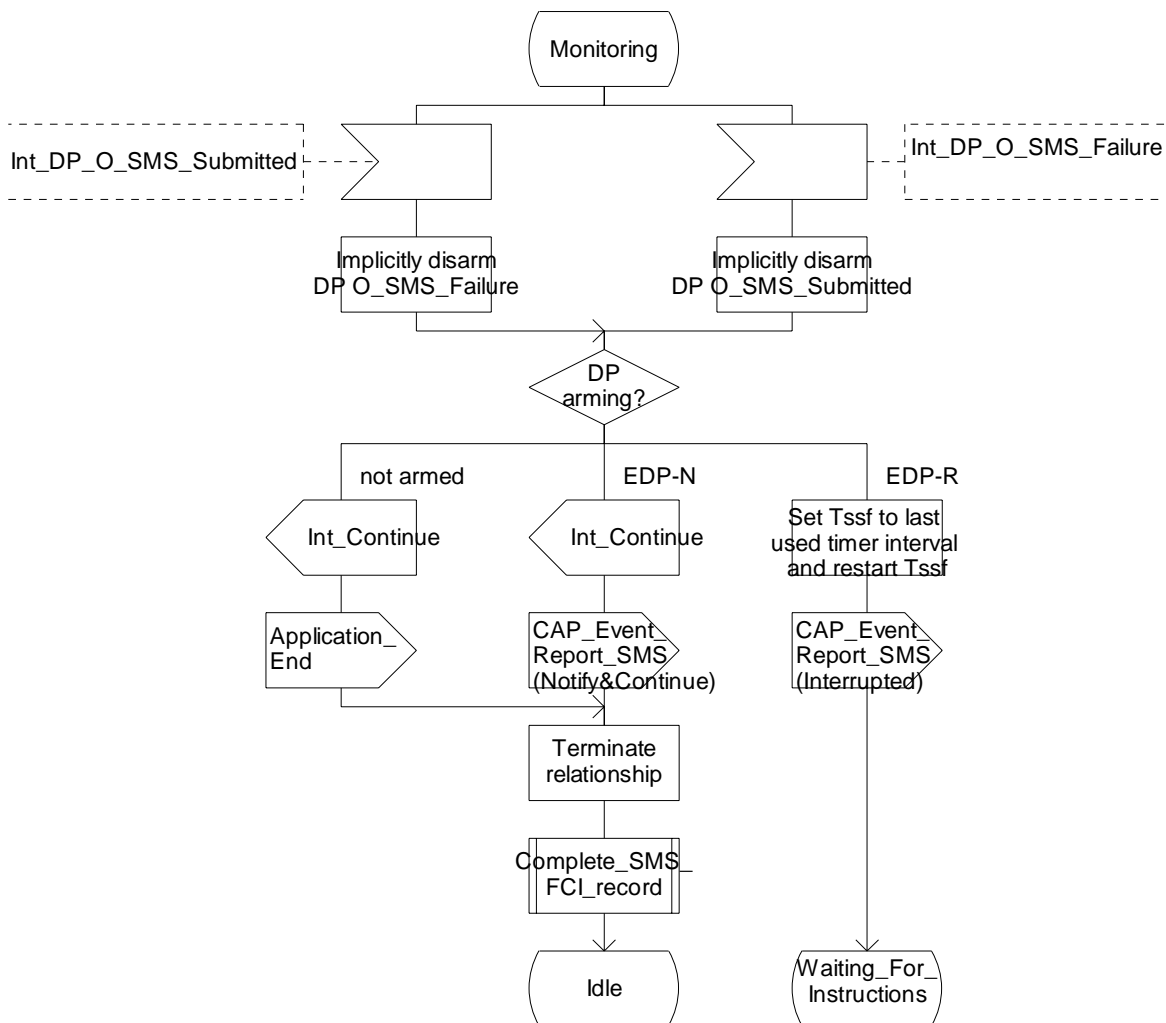 Monitoring
Int_DP_O_SMS_Submitted
Int_DP_O_SMS_Failure
Implicitly disarm
DP O_SMS_Failure
Implicitly disarm
DP O_SMS_Submitted
DP
arming?
not armed
EDP-N
EDP-R
Int_Continue
Int_Continue
Set Tssf to last
used timer interval
and restart Tssf
Application_
End
CAP_Event_
Report_SMS
(Notify&Continue)
CAP_Event_
Report_SMS
(Interrupted)
Terminate
relationship
Complete_SMS_
FCI_record
Idle
Waiting_For_
Instructions